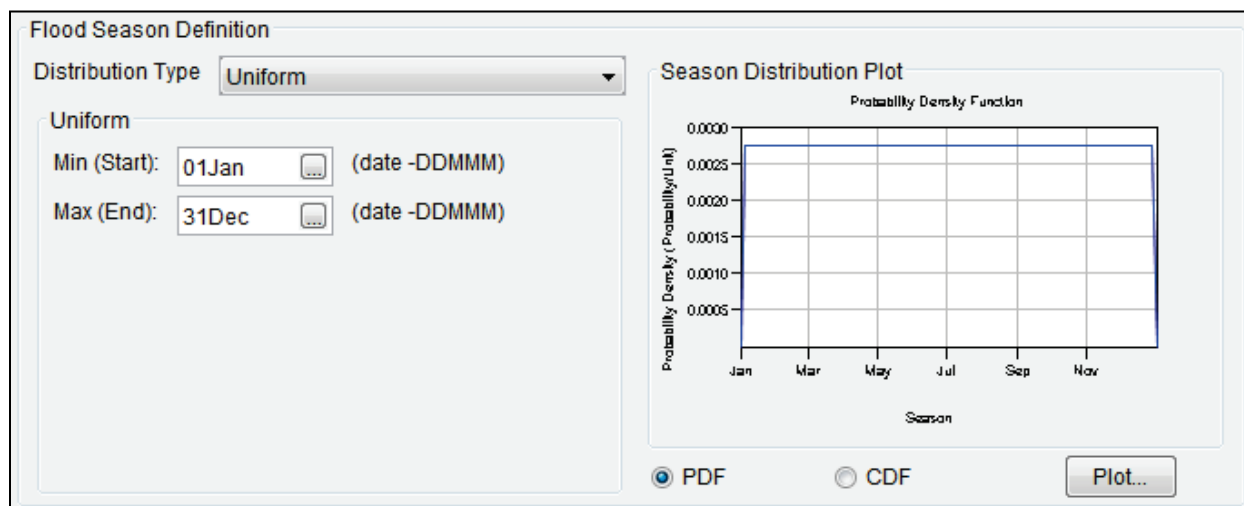 Flood Season Definition
Distribution Type Uniform
Uniform
Min (Start): 01Jan ... (date -DDMMM)
Max (End): 31Dec ... (date -DDMMM)
Season Distribution Plot
Probability Density Function
Probability Density (Probability/Unit)
0.0030
0.0025
0.0020
0.0015
0.0010
0.0005
Jan Mar May Jul Sep Nov
Season
PDF CDF Plot...